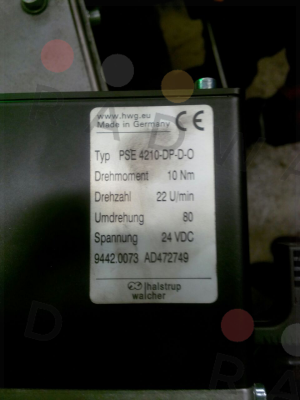 www.hwg.eu
Made in Germany CE
Typ PSE 4210-DP-D-O
Drehmoment 10 Nm
Drehzahl 22 U/min
Umdrehung 80
Spannung 24 VDC
9442.0073 AD472749
halstrup
walcher